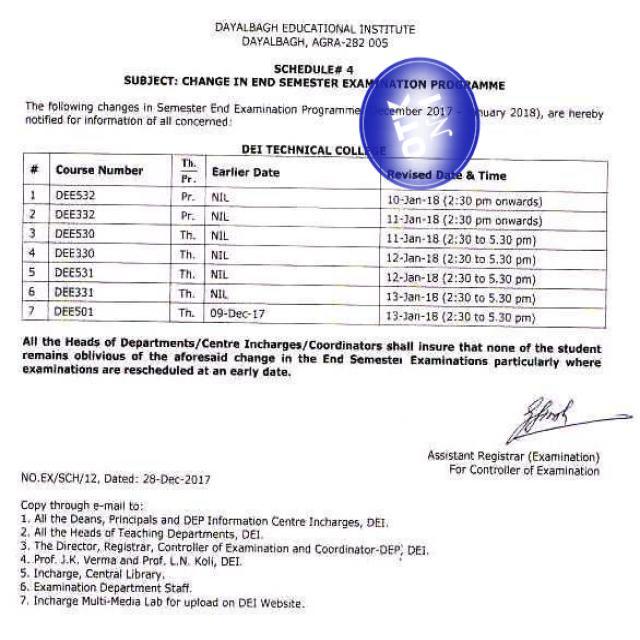 DAYALBAGH EDUCATIONAL INSTITUTE
DAYALBAGH, AGRA-282 005
SCHEDULE# 4
SUBJECT: CHANGE IN END SEMESTER EXAMINATION PROGRAMME
The following changes in Semester End Examination Programme 2017 - 2018), are hereby
notified for information of all concerned:
DEI TECHNICAL COLLEGE
# Course Number Th. Pr. Earlier Date Revised Date & Time
1 DEE532 Pr. NIL 10-Jan-18 (2:30 pm onwards)
2 DEE332 Pr. NIL 11-Jan-18 (2:30 pm onwards)
3 DEE530 Th. NIL 11-Jan-18 (2:30 to 5.30 pm)
4 DEE330 Th. NIL 12-Jan-18 (2:30 to 5.30 pm)
5 DEE531 Th. NIL 12-Jan-18 (2:30 to 5.30 pm)
6 DEE331 Th. NIL 13-Jan-18 (2:30 to 5.30 pm)
7 DEE501 Th. 09-Dec-17 13-Jan-18 (2:30 to 5.30 pm)
All the Heads of Departments/Centre Incharges/Coordinators shall insure that none of the student
remains oblivious of the aforesaid change in the End Semester Examinations particularly where
examinations are rescheduled at an early date.
Assistant Registrar (Examination)
For Controller of Examination
NO.EX/SCH/12, Dated: 28-Dec-2017
Copy through e-mail to:
1. All the Deans, Principals and DEP Information Centre Incharges, DEI.
2. All the Heads of Teaching Departments, DEI.
3. The Director, Registrar, Controller of Examination and Coordinator-DEP, DEI.
4. Prof. J.K. Verma and Prof. L.N. Koli, DEI.
5. Incharge, Central Library.
6. Examination Department Staff.
7. Incharge Multi-Media Lab for upload on DEI Website.